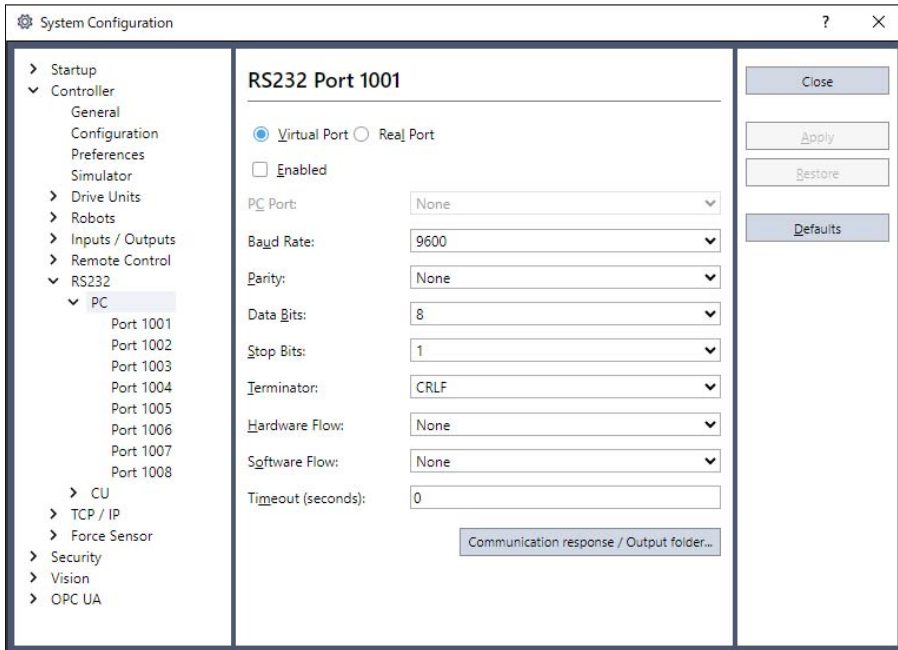 System Configuration
?
Startup
Controller
General
Configuration
Preferences
Simulator
Drive Units
Robots
Inputs / Outputs
Remote Control
RS232
PC
Port 1001
Port 1002
Port 1003
Port 1004
Port 1005
Port 1006
Port 1007
Port 1008
CU
TCP / IP
Force Sensor
Security
Vision
OPC UA
RS232 Port 1001
Virtual Port Real Port
Enabled
PC Port: None
Baud Rate: 9600
Parity: None
Data Bits: 8
Stop Bits: 1
Terminator: CRLF
Hardware Flow: None
Software Flow: None
Timeout (seconds): 0
Communication response / Output folder...
Close
Apply
Restore
Defaults